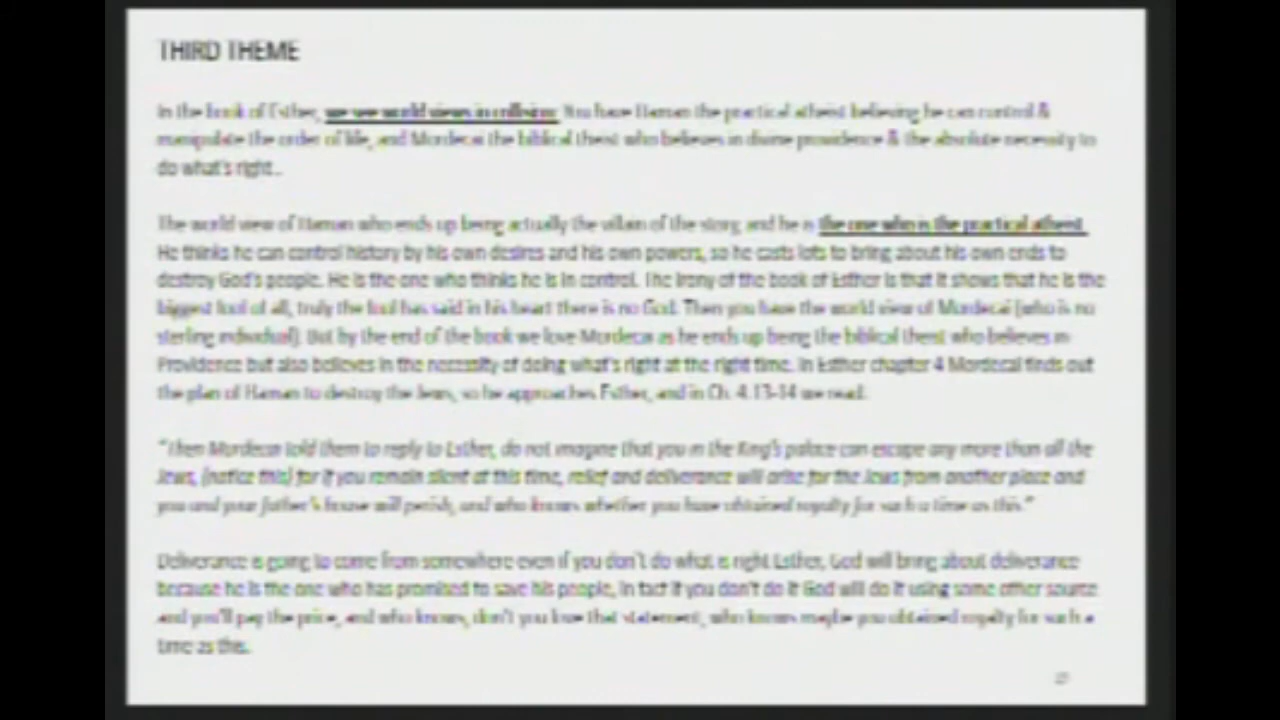 THIRD THEME
In the book of Esther, we see world views in collision. You have Haman the practical atheist believing he can control &
manipulate the order of life, and Mordecai the biblical theist who believes in divine providence & the absolute necessity to
do what's right..
The world view of Haman who ends up being actually the villain of the story, and he is the one who is the practical atheist.
He thinks he can control history by his own desires and his own powers, so he casts lots to bring about his own ends to
destroy God's people. He is the one who thinks he is in control. The irony of the book of Esther is that it shows that he is the
biggest fool of all, truly the fool has said in his heart there is no God. Then you have the world view of Mordecai (who is no
sterling individual). But by the end of the book we love Mordecai as he ends up being the biblical theist who believes in
Providence but also believes in the necessity of doing what's right at the right time. In Esther chapter 4 Mordecai finds out
the plan of Haman to destroy the Jews, so he approaches Esther, and in Ch. 4.13-14 we read.
"Then Mordecai told them to reply to Esther, do not imagine that you in the King's palace can escape any more than all the
Jews, (notice this) for if you remain silent at this time, relief and deliverance will arise for the Jews from another place and
you and your father's house will perish, and who knows whether you have obtained royalty for such a time as this."
Deliverance is going to come from somewhere even if you don't do what is right Esther, God will bring about deliverance
because he is the one who has promised to save his people, in fact if you don't do it God will do it using some other source
and you'll pay the price, and who knows, don't you love that statement, who knows maybe you obtained royalty for such a
time as this.